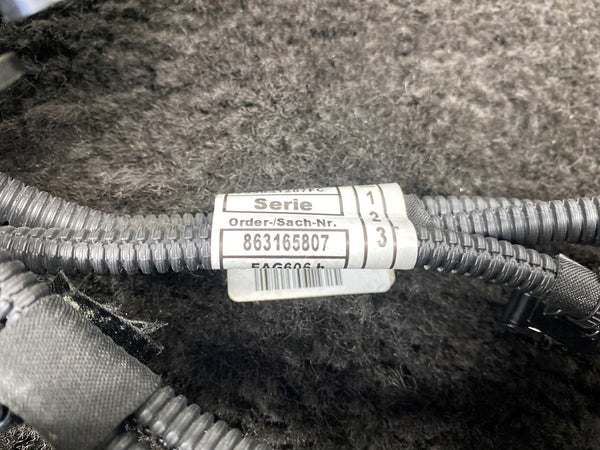 Serie
1
2
Order-/Sach-Nr.
863165807
3